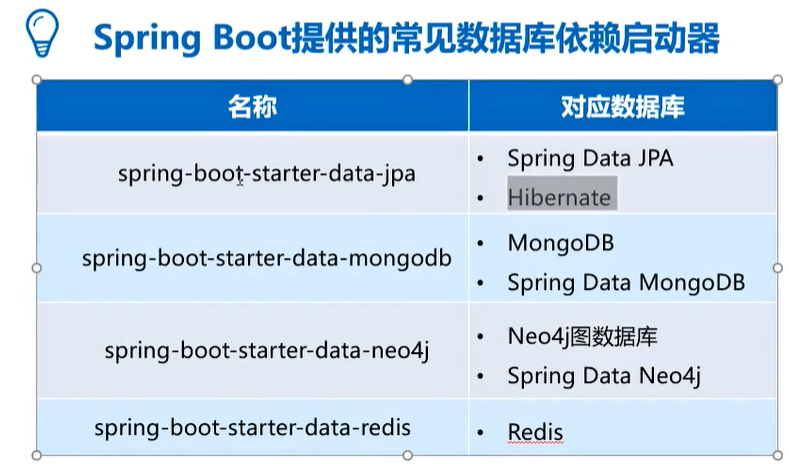 Spring Boot提供的常见数据库依赖启动器
名称 对应数据库
spring-boot-starter-data-jpa
• Spring Data JPA
• Hibernate
spring-boot-starter-data-mongodb
• MongoDB
• Spring Data MongoDB
spring-boot-starter-data-neo4j
• Neo4j图数据库
• Spring Data Neo4j
spring-boot-starter-data-redis
• Redis